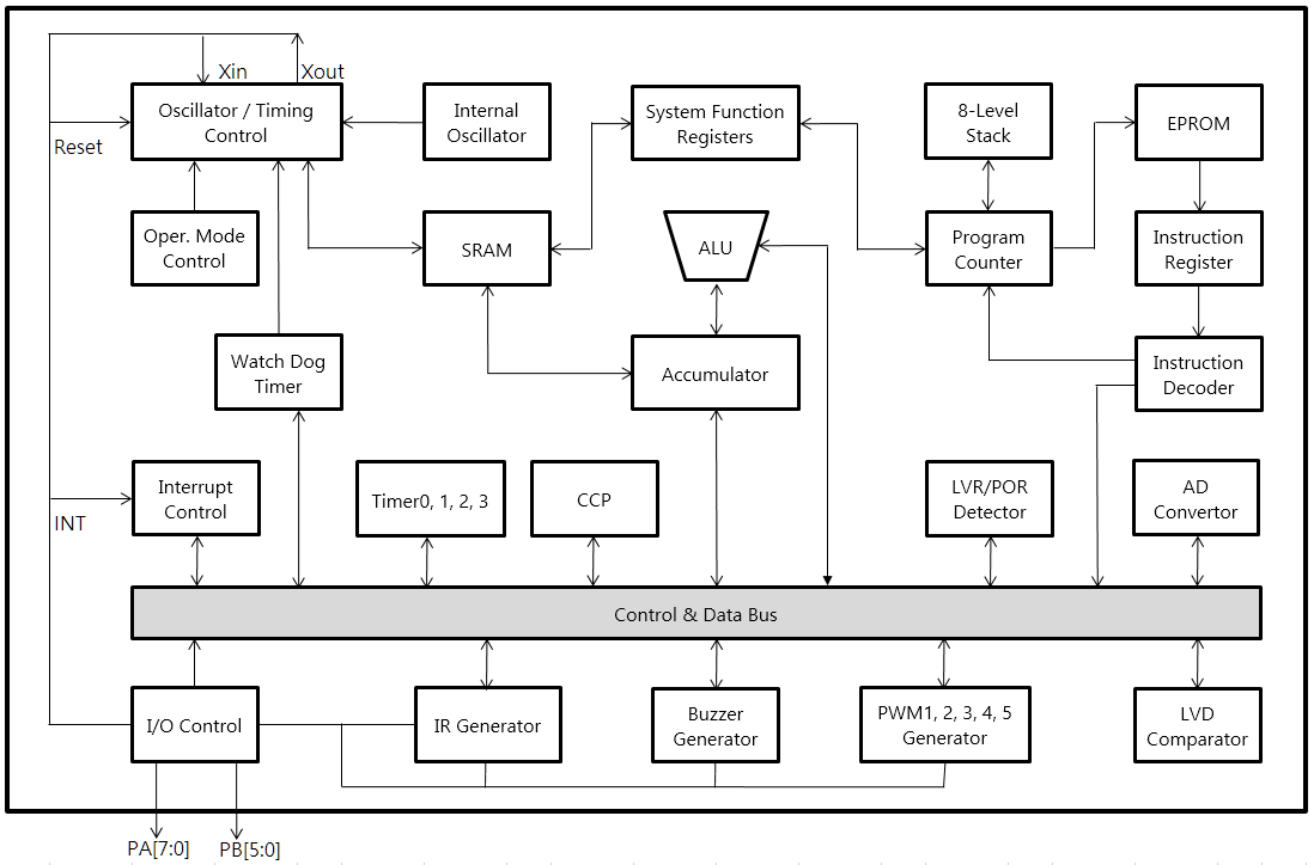 Xin
Xout
Oscillator / Timing
Control
Internal
Oscillator
System Function
Registers
8-Level
Stack
EPROM
Reset
Oper. Mode
Control
SRAM
ALU
Program
Counter
Instruction
Register
Watch Dog
Timer
Accumulator
Instruction
Decoder
Interrupt
Control
Timer0, 1, 2, 3
CCP
LVR/POR
Detector
AD
Convertor
INT
Control & Data Bus
I/O Control
IR Generator
Buzzer
Generator
PWM1, 2, 3, 4, 5
Generator
LVD
Comparator
PA[7:0]
PB[5:0]